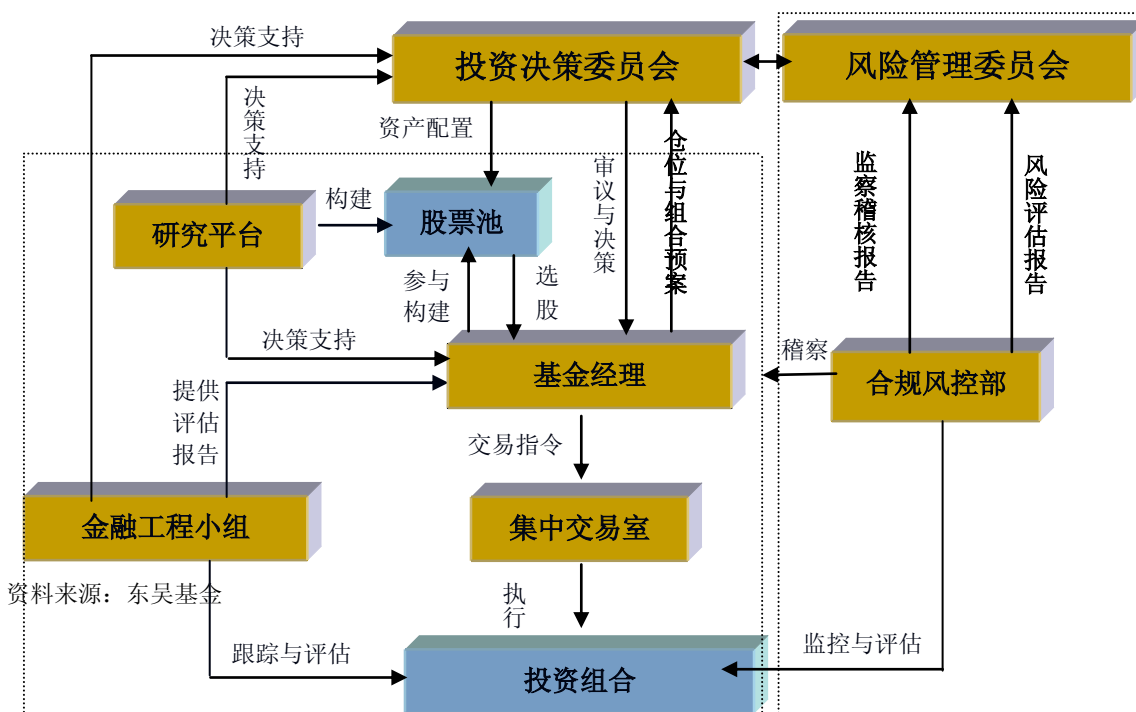 决策支持
投资决策委员会
风险管理委员会
决策支持
资产配置
审议与决策
仓位与组合预案
监察稽核报告
风险评估报告
研究平台
构建
股票池
参与
构建
选股
决策支持
基金经理
稽察
合规风控部
提供
评估
报告
交易指令
金融工程小组
集中交易室
资料来源：东吴基金
执行
跟踪与评估
投资组合
监控与评估